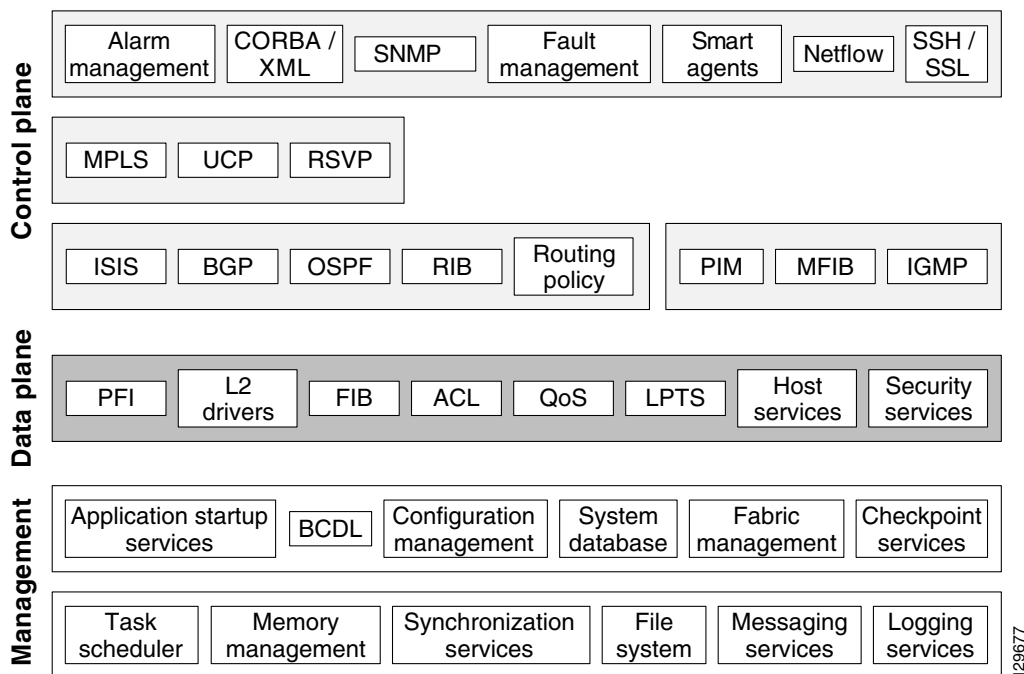 Control plane
Alarm
management
CORBA /
XML
SNMP
Fault
management
Smart
agents
Netflow
SSH /
SSL
MPLS
UCP
RSVP
ISIS
BGP
OSPF
RIB
Routing
policy
PIM
MFIB
IGMP
Data plane
PFI
L2
drivers
FIB
ACL
QoS
LPTS
Host
services
Security
services
Management
Application startup
services
BCDL
Configuration
management
System
database
Fabric
management
Checkpoint
services
Task
scheduler
Memory
management
Synchronization
services
File
system
Messaging
services
Logging
services
129677